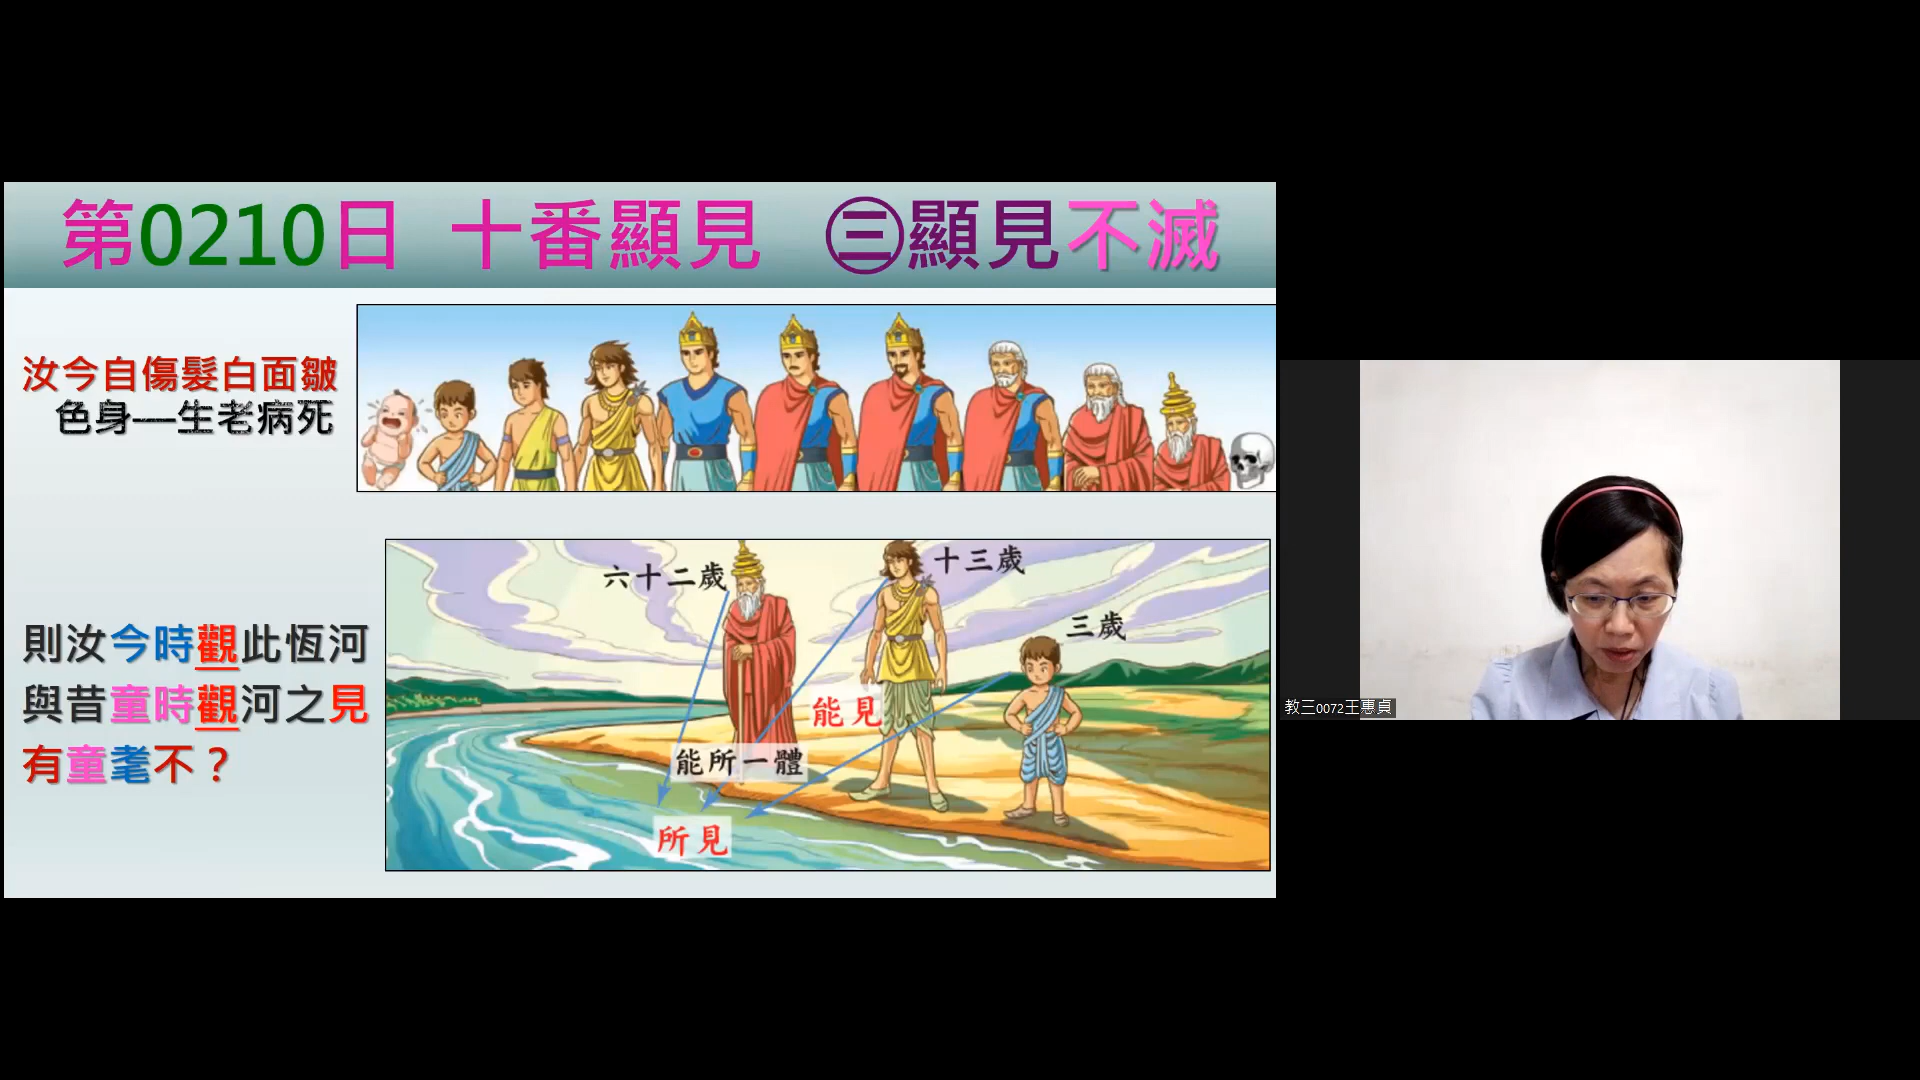 第0210日 十番顯見 ㊂顯見不滅
汝今自傷髮白面皺
色身──生老病死
則汝今時觀此恆河
與昔童時觀河之見
有童耄不？
六十二歲
十三歲
三歲
能見
能所一體
所見
教三0072王惠貞